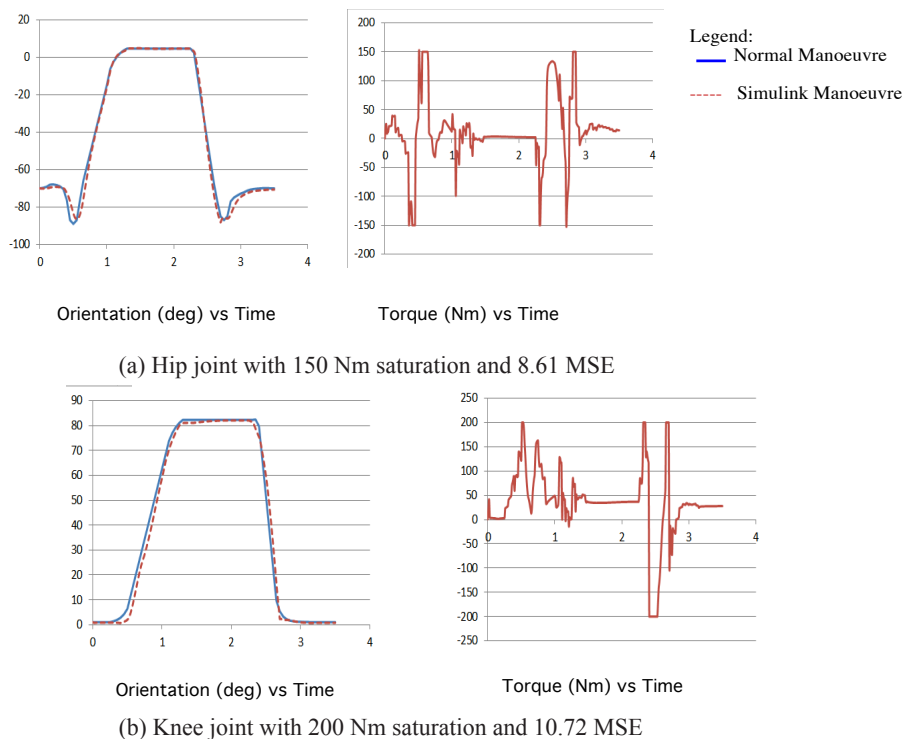 20
0
-20
-40
-60
-80
-100
0 1 2 3 4
Orientation (deg) vs Time
200
150
100
50
0
-50
-100
-150
-200
0 1 2 3 4
Torque (Nm) vs Time
Legend:
Normal Manoeuvre
Simulink Manoeuvre
(a) Hip joint with 150 Nm saturation and 8.61 MSE
90
80
70
60
50
40
30
20
10
0
0 1 2 3 4
Orientation (deg) vs Time
250
200
150
100
50
0
-50
-100
-150
-200
-250
0 1 2 3 4
Torque (Nm) vs Time
(b) Knee joint with 200 Nm saturation and 10.72 MSE